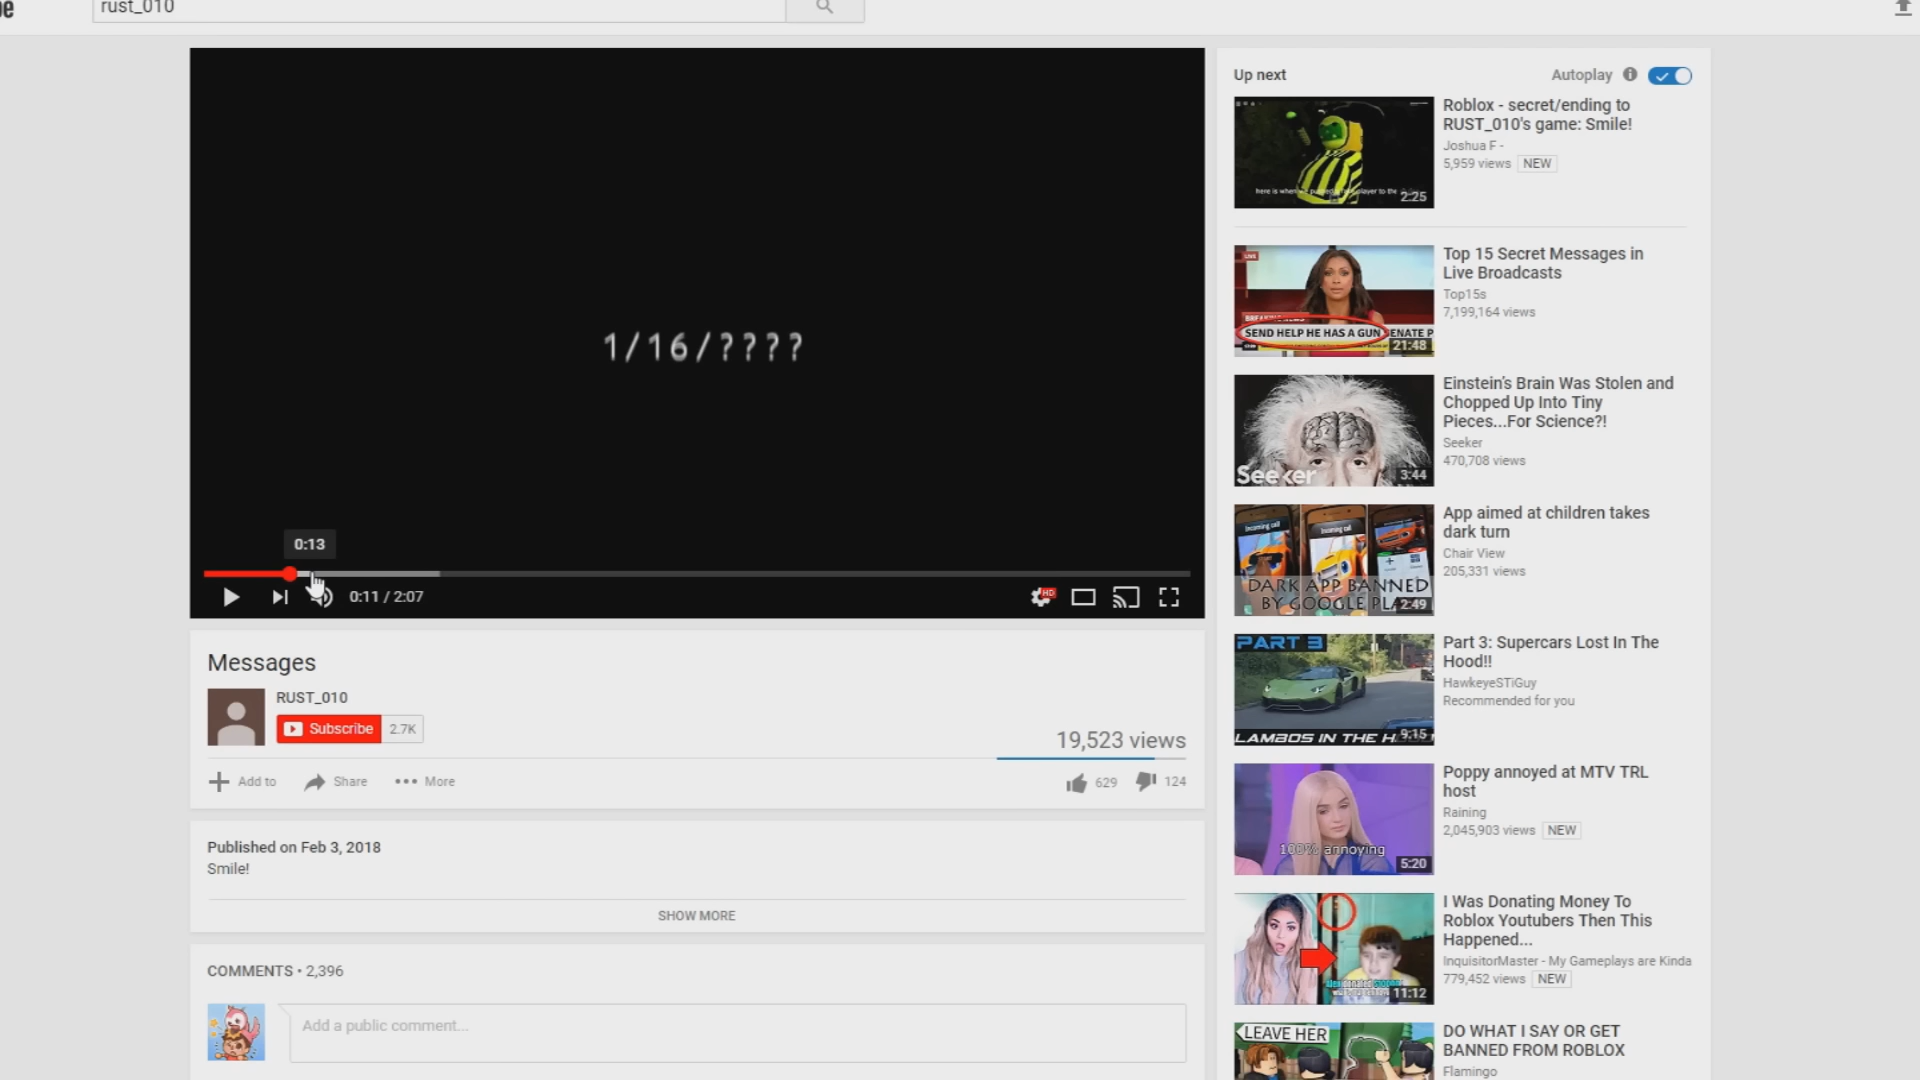 be
rust_010
1/16/????
0:13
0:11 / 2:07
HD
Messages
RUST_010
Subscribe 2.7K
19,523 views
Add to Share More
629 124
Published on Feb 3, 2018
Smile!
SHOW MORE
COMMENTS • 2,396
Add a public comment...
Up next
Autoplay
here is when player to the
2:25
Roblox - secret/ending to
RUST_010's game: Smile!
Joshua F -
5,959 views NEW
LIVE
BREAKING NEWS
SEND HELP HE HAS A GUN ENATE P
21:48
Top 15 Secret Messages in
Live Broadcasts
Top15s
7,199,164 views
Seeker
3:44
Einstein's Brain Was Stolen and
Chopped Up Into Tiny
Pieces...For Science?!
Seeker
470,708 views
Incoming call
Incoming call
DARK APP BANNED
BY GOOGLE PLA
2:49
App aimed at children takes
dark turn
Chair View
205,331 views
PART 3
LAMBOS IN THE H
9:15
Part 3: Supercars Lost In The
Hood!!
HawkeyeSTiGuy
Recommended for you
100% annoying
5:20
Poppy annoyed at MTV TRL
host
Raining
2,045,903 views NEW
11:12
I Was Donating Money To
Roblox Youtubers Then This
Happened...
InquisitorMaster - My Gameplays are Kinda
779,452 views NEW
LEAVE HER
DO WHAT I SAY OR GET
BANNED FROM ROBLOX
Flamingo